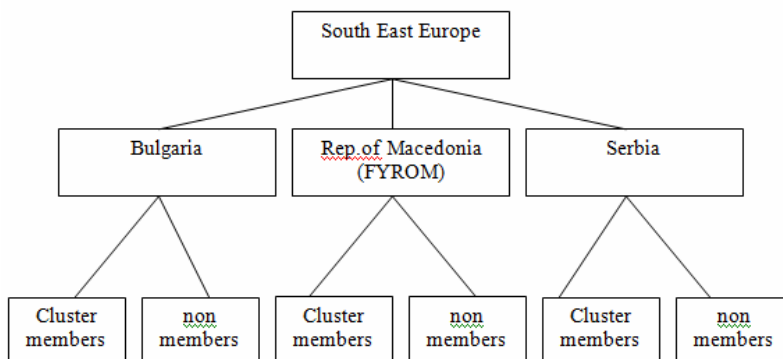 South East Europe
Bulgaria
Rep.of Macedonia
(FYROM)
Serbia
Cluster
members
non
members
Cluster
members
non
members
Cluster
members
non
members